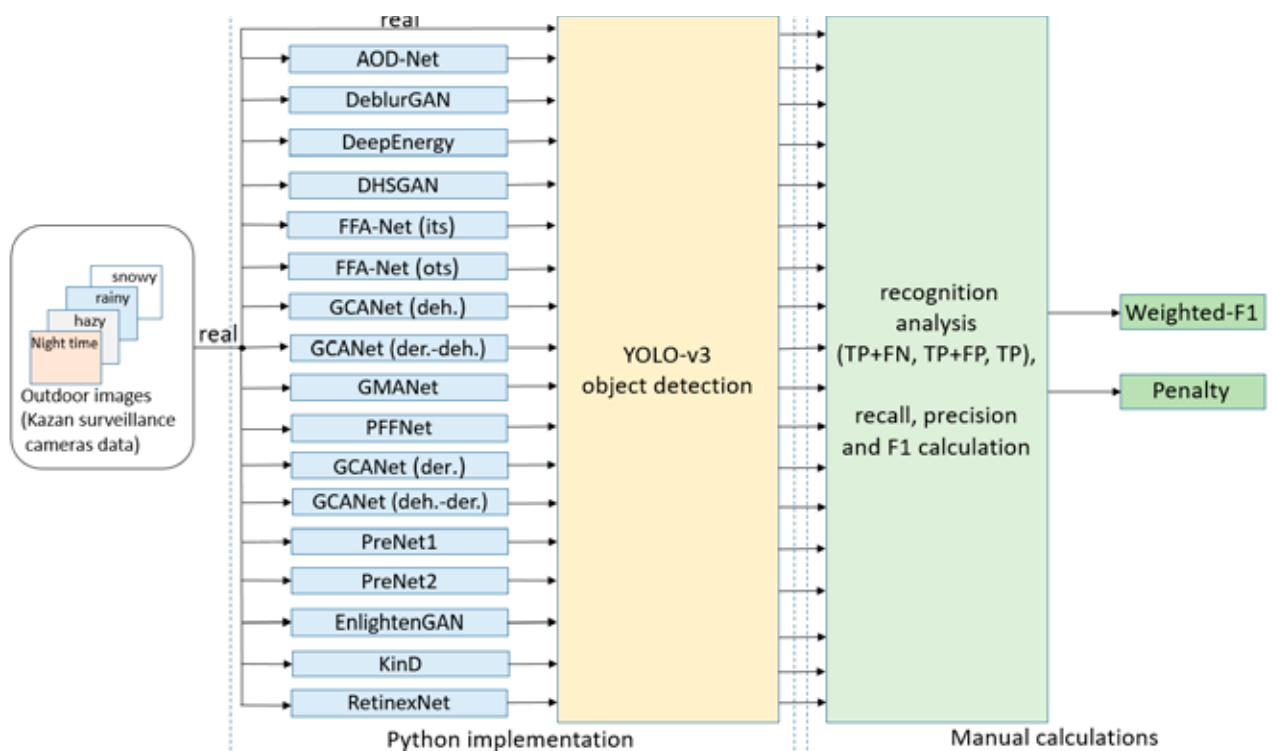 real
AOD-Net
DeblurGAN
DeepEnergy
DHSGAN
FFA-Net (its)
FFA-Net (ots)
GCANet (deh.)
GCANet (der.-deh.)
GMANet
PFFNet
GCANet (der.)
GCANet (deh.-der.)
PreNet1
PreNet2
EnlightenGAN
KinD
RetinexNet
snowy
rainy
hazy
Night time
Outdoor images
(Kazan surveillance
cameras data)
real
YOLO-v3
object detection
recognition
analysis
(TP+FN, TP+FP, TP),
recall, precision
and F1 calculation
Weighted-F1
Penalty
Python implementation
Manual calculations